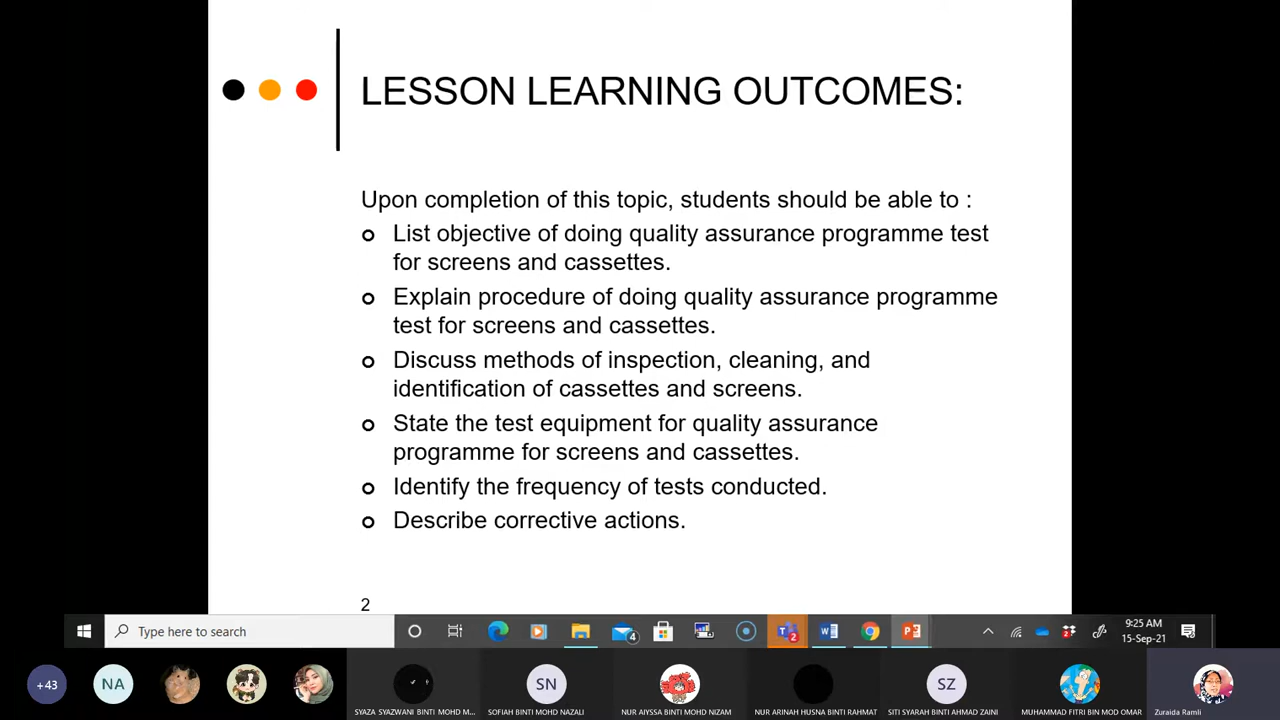 LESSON LEARNING OUTCOMES:
Upon completion of this topic, students should be able to :
List objective of doing quality assurance programme test
for screens and cassettes.
Explain procedure of doing quality assurance programme
test for screens and cassettes.
Discuss methods of inspection, cleaning, and
identification of cassettes and screens.
State the test equipment for quality assurance
programme for screens and cassettes.
Identify the frequency of tests conducted.
Describe corrective actions.
2
Type here to search
4
2
2
9:25 AM
15-Sep-21
+43
NA
SN
SZ
SYAZA SYAZWANI BINTI MOHD M...
SOFIAH BINTI MOHD NAZALI
NUR AIYSSA BINTI MOHD NIZAM
NUR ARINAH HUSNA BINTI RAHMAT
SITI SYARAH BINTI AHMAD ZAINI
MUHAMMAD FITRI BIN MOD OMAR
Zuraida Ramli